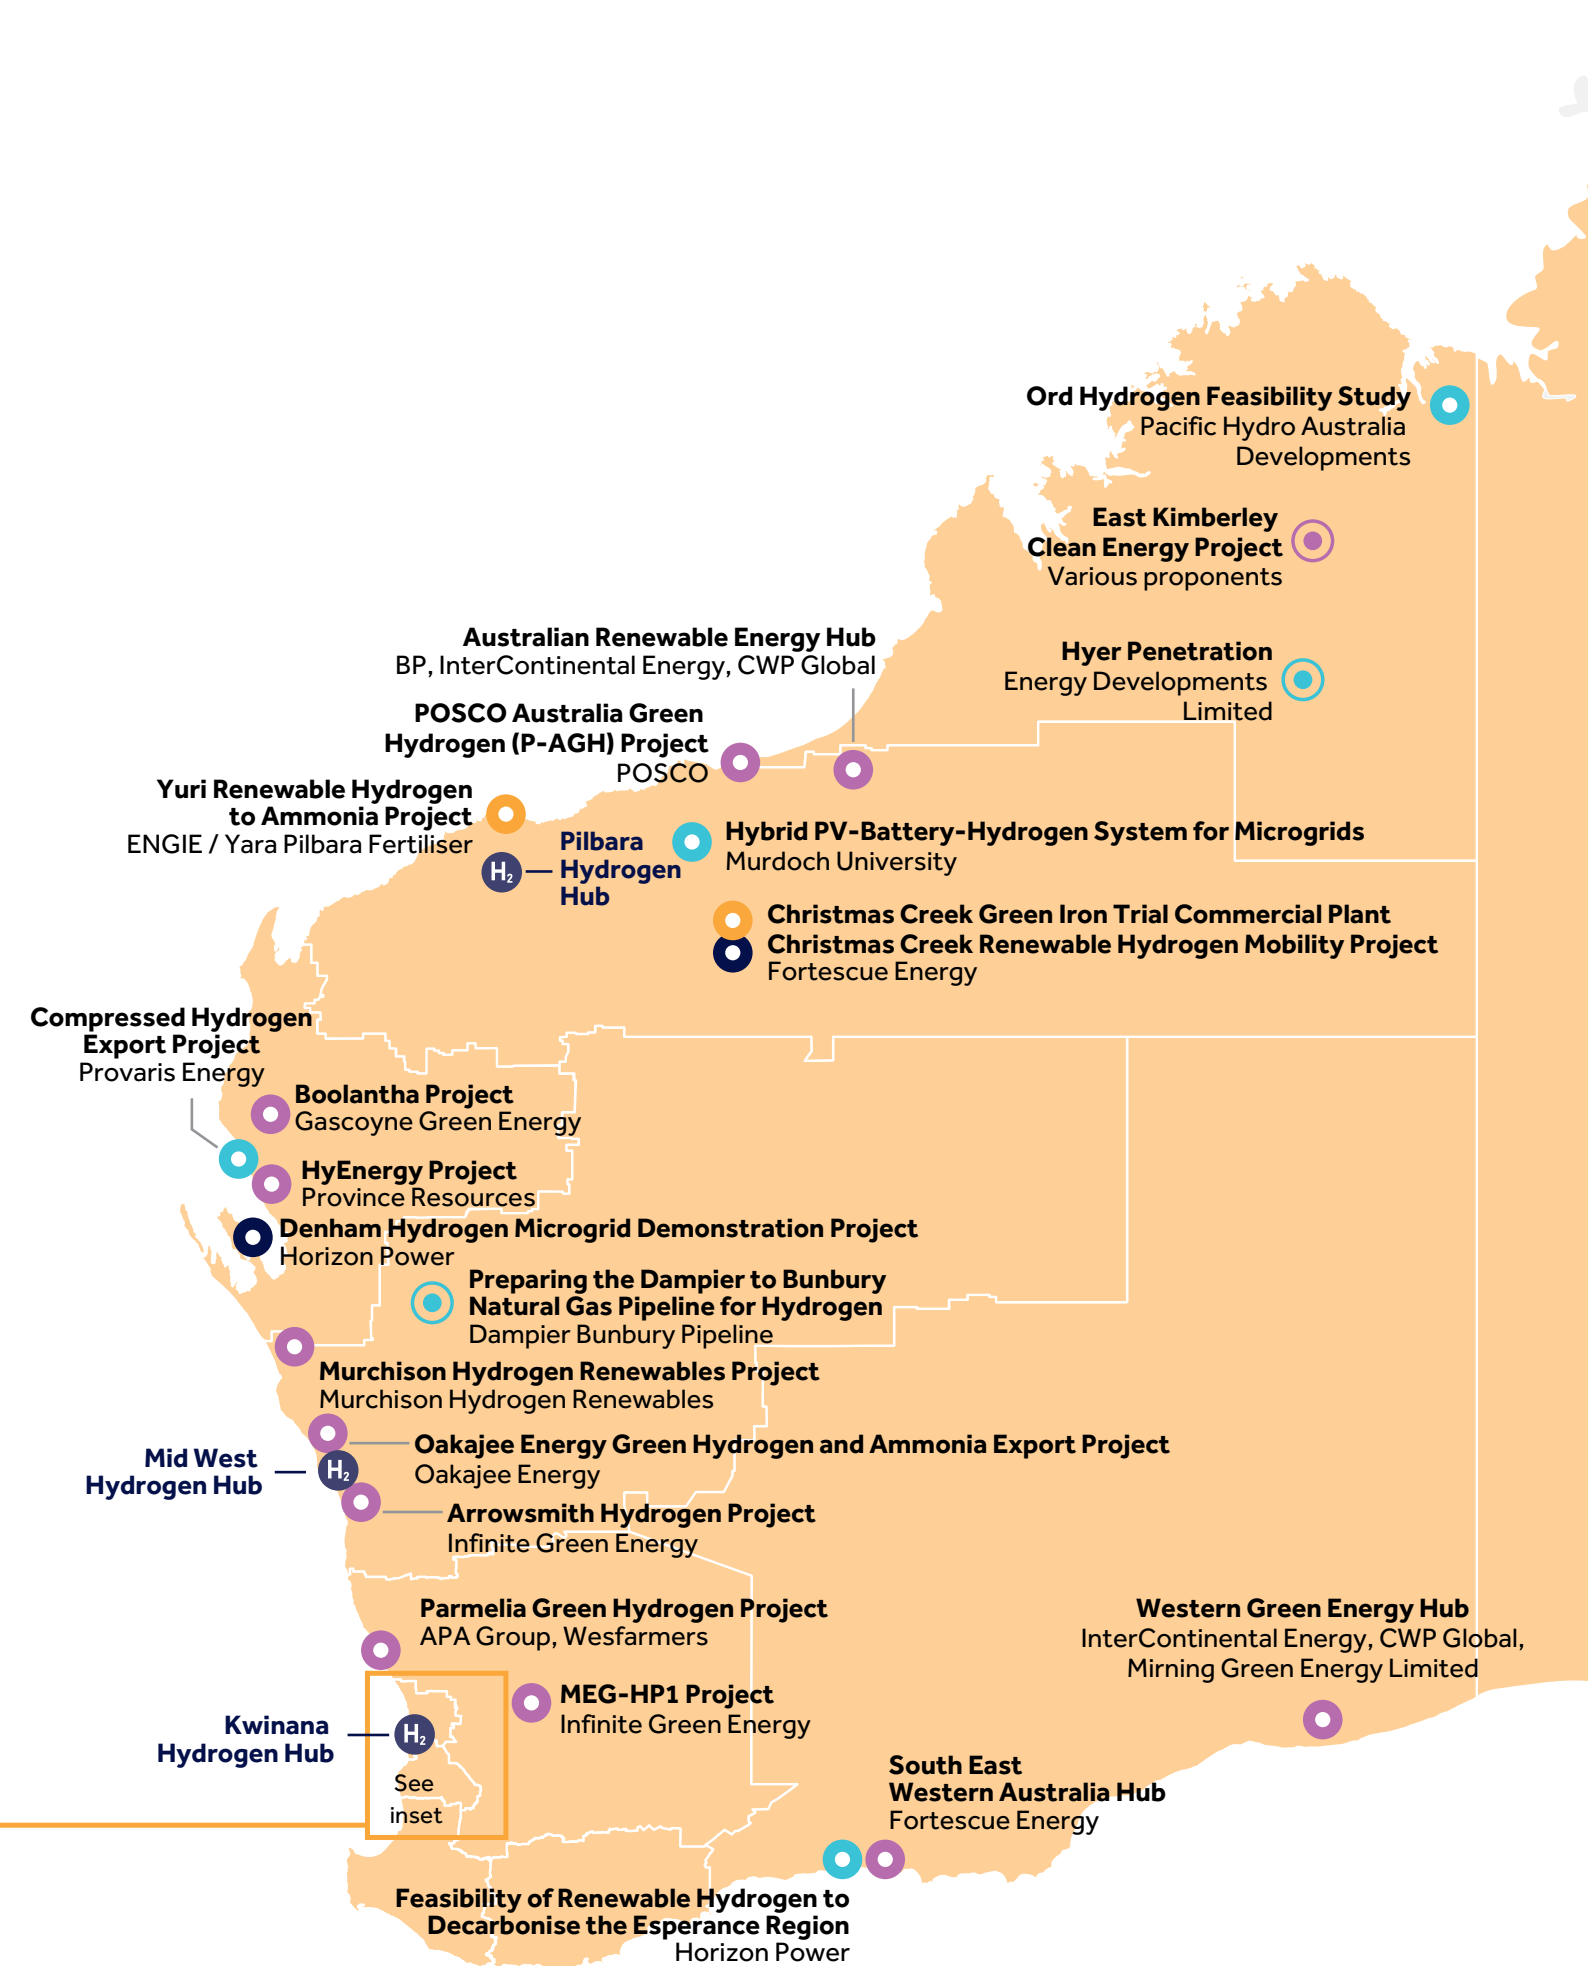 Ord Hydrogen Feasibility Study
Pacific Hydro Australia
Developments
East Kimberley
Clean Energy Project
Various proponents
Australian Renewable Energy Hub
BP, InterContinental Energy, CWP Global
Hyer Penetration
Energy Developments
Limited
POSCO Australia Green
Hydrogen (P-AGH) Project
POSCO
Yuri Renewable Hydrogen
to Ammonia Project
ENGIE / Yara Pilbara Fertiliser
H₂
Pilbara
Hydrogen
Hub
Hybrid PV-Battery-Hydrogen System for Microgrids
Murdoch University
Christmas Creek Green Iron Trial Commercial Plant
Christmas Creek Renewable Hydrogen Mobility Project
Fortescue Energy
Compressed Hydrogen
Export Project
Provaris Energy
Boolantha Project
Gascoyne Green Energy
HyEnergy Project
Province Resources
Denham Hydrogen Microgrid Demonstration Project
Horizon Power
Preparing the Dampier to Bunbury
Natural Gas Pipeline for Hydrogen
Dampier Bunbury Pipeline
Murchison Hydrogen Renewables Project
Murchison Hydrogen Renewables
Oakajee Energy Green Hydrogen and Ammonia Export Project
Oakajee Energy
Mid West
Hydrogen Hub
H₂
Arrowsmith Hydrogen Project
Infinite Green Energy
Parmelia Green Hydrogen Project
APA Group, Wesfarmers
Western Green Energy Hub
InterContinental Energy, CWP Global,
Mirning Green Energy Limited
MEG-HP1 Project
Infinite Green Energy
Kwinana
Hydrogen Hub
H₂
See
inset
South East
Western Australia Hub
Fortescue Energy
Feasibility of Renewable Hydrogen to
Decarbonise the Esperance Region
Horizon Power